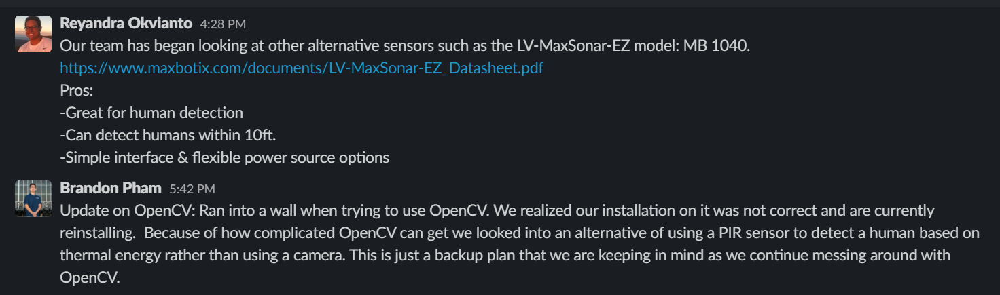 Reyandra Okvianto 4:28 PM
Our team has began looking at other alternative sensors such as the LV-MaxSonar-EZ model: MB 1040.
https://www.maxbotix.com/documents/LV-MaxSonar-EZ_Datasheet.pdf
Pros:
-Great for human detection
-Can detect humans within 10ft.
-Simple interface & flexible power source options
Brandon Pham 5:42 PM
Update on OpenCV: Ran into a wall when trying to use OpenCV. We realized our installation on it was not correct and are currently
reinstalling.  Because of how complicated OpenCV can get we looked into an alternative of using a PIR sensor to detect a human based on
thermal energy rather than using a camera. This is just a backup plan that we are keeping in mind as we continue messing around with
OpenCV.